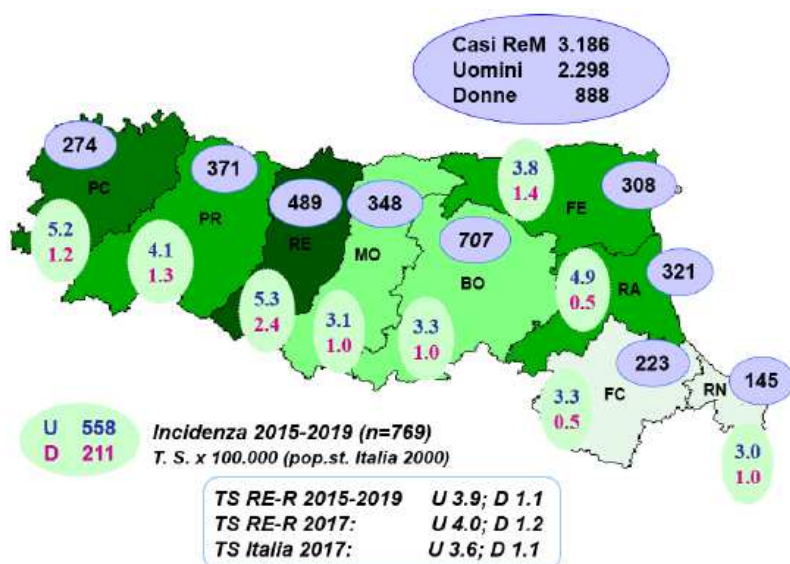 Casi ReM 3.186
Uomini 2.298
Donne 888
274
PC
5.2
1.2
371
PR
4.1
1.3
489
RE
5.3
2.4
348
MO
3.1
1.0
707
BO
3.3
1.0
3.8
1.4
FE
308
4.9
0.5
RA
321
223
FC
3.3
0.5
RN
145
3.0
1.0
U 558
D 211
Incidenza 2015-2019 (n=769)
T. S. x 100.000 (pop.st. Italia 2000)
TS RE-R 2015-2019 U 3.9; D 1.1
TS RE-R 2017: U 4.0; D 1.2
TS Italia 2017: U 3.6; D 1.1